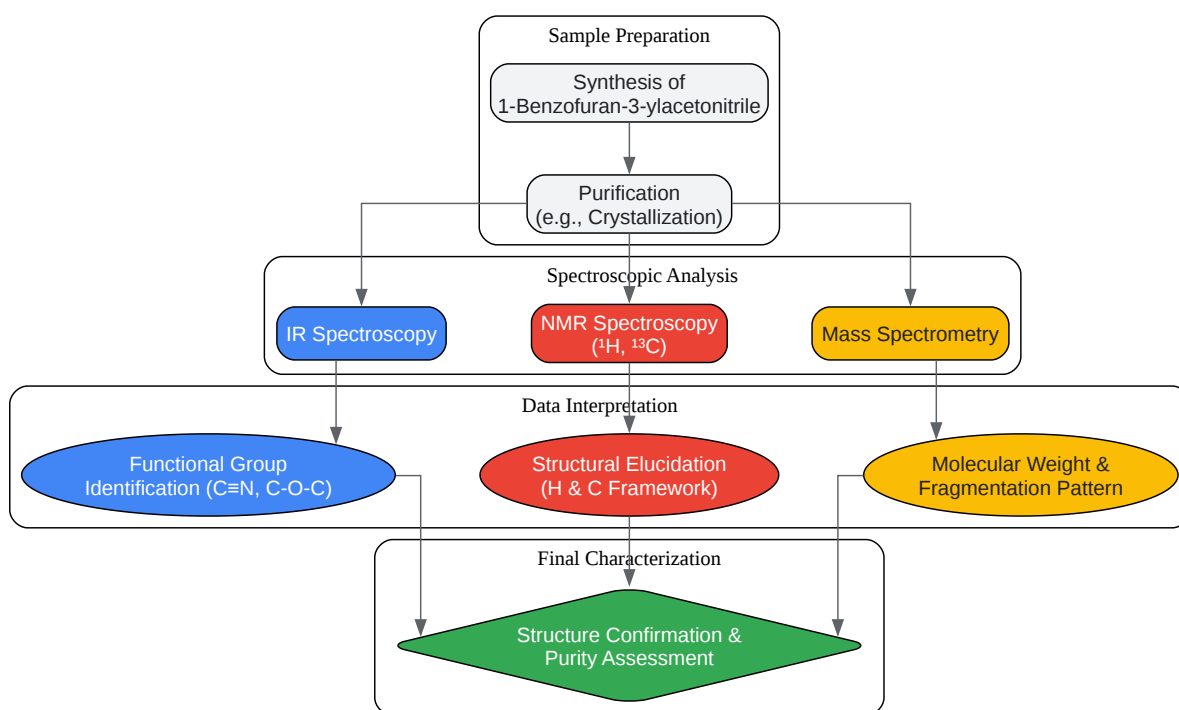 Sample Preparation
Synthesis of
1-Benzofuran-3-ylacetonitrile
Purification
(e.g., Crystallization)
Spectroscopic Analysis
IR Spectroscopy
NMR Spectroscopy
(¹H, ¹³C)
Mass Spectrometry
Data Interpretation
Functional Group
Identification (C≡N, C-O-C)
Structural Elucidation
(H & C Framework)
Molecular Weight &
Fragmentation Pattern
Final Characterization
Structure Confirmation &
Purity Assessment